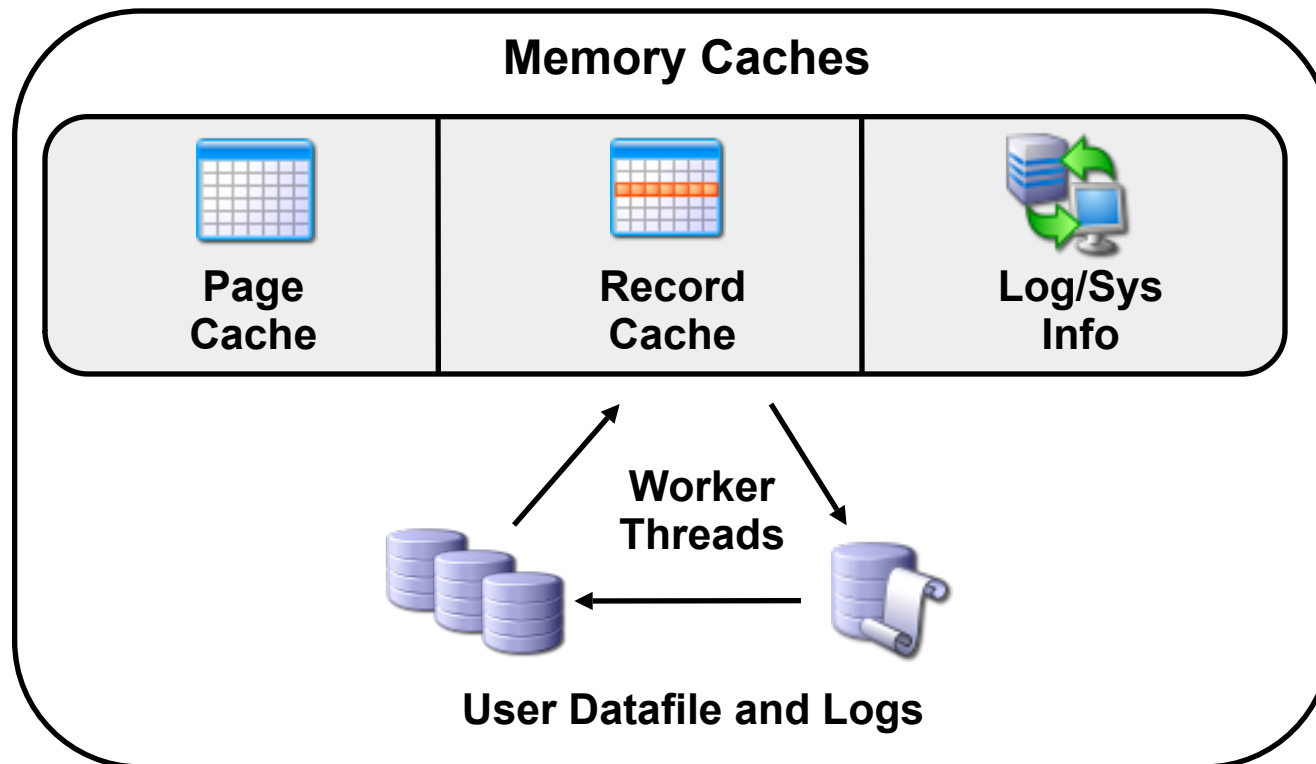 Memory Caches
Page
Cache
Record
Cache
Log/Sys
Info
Worker
Threads
User Datafile and Logs